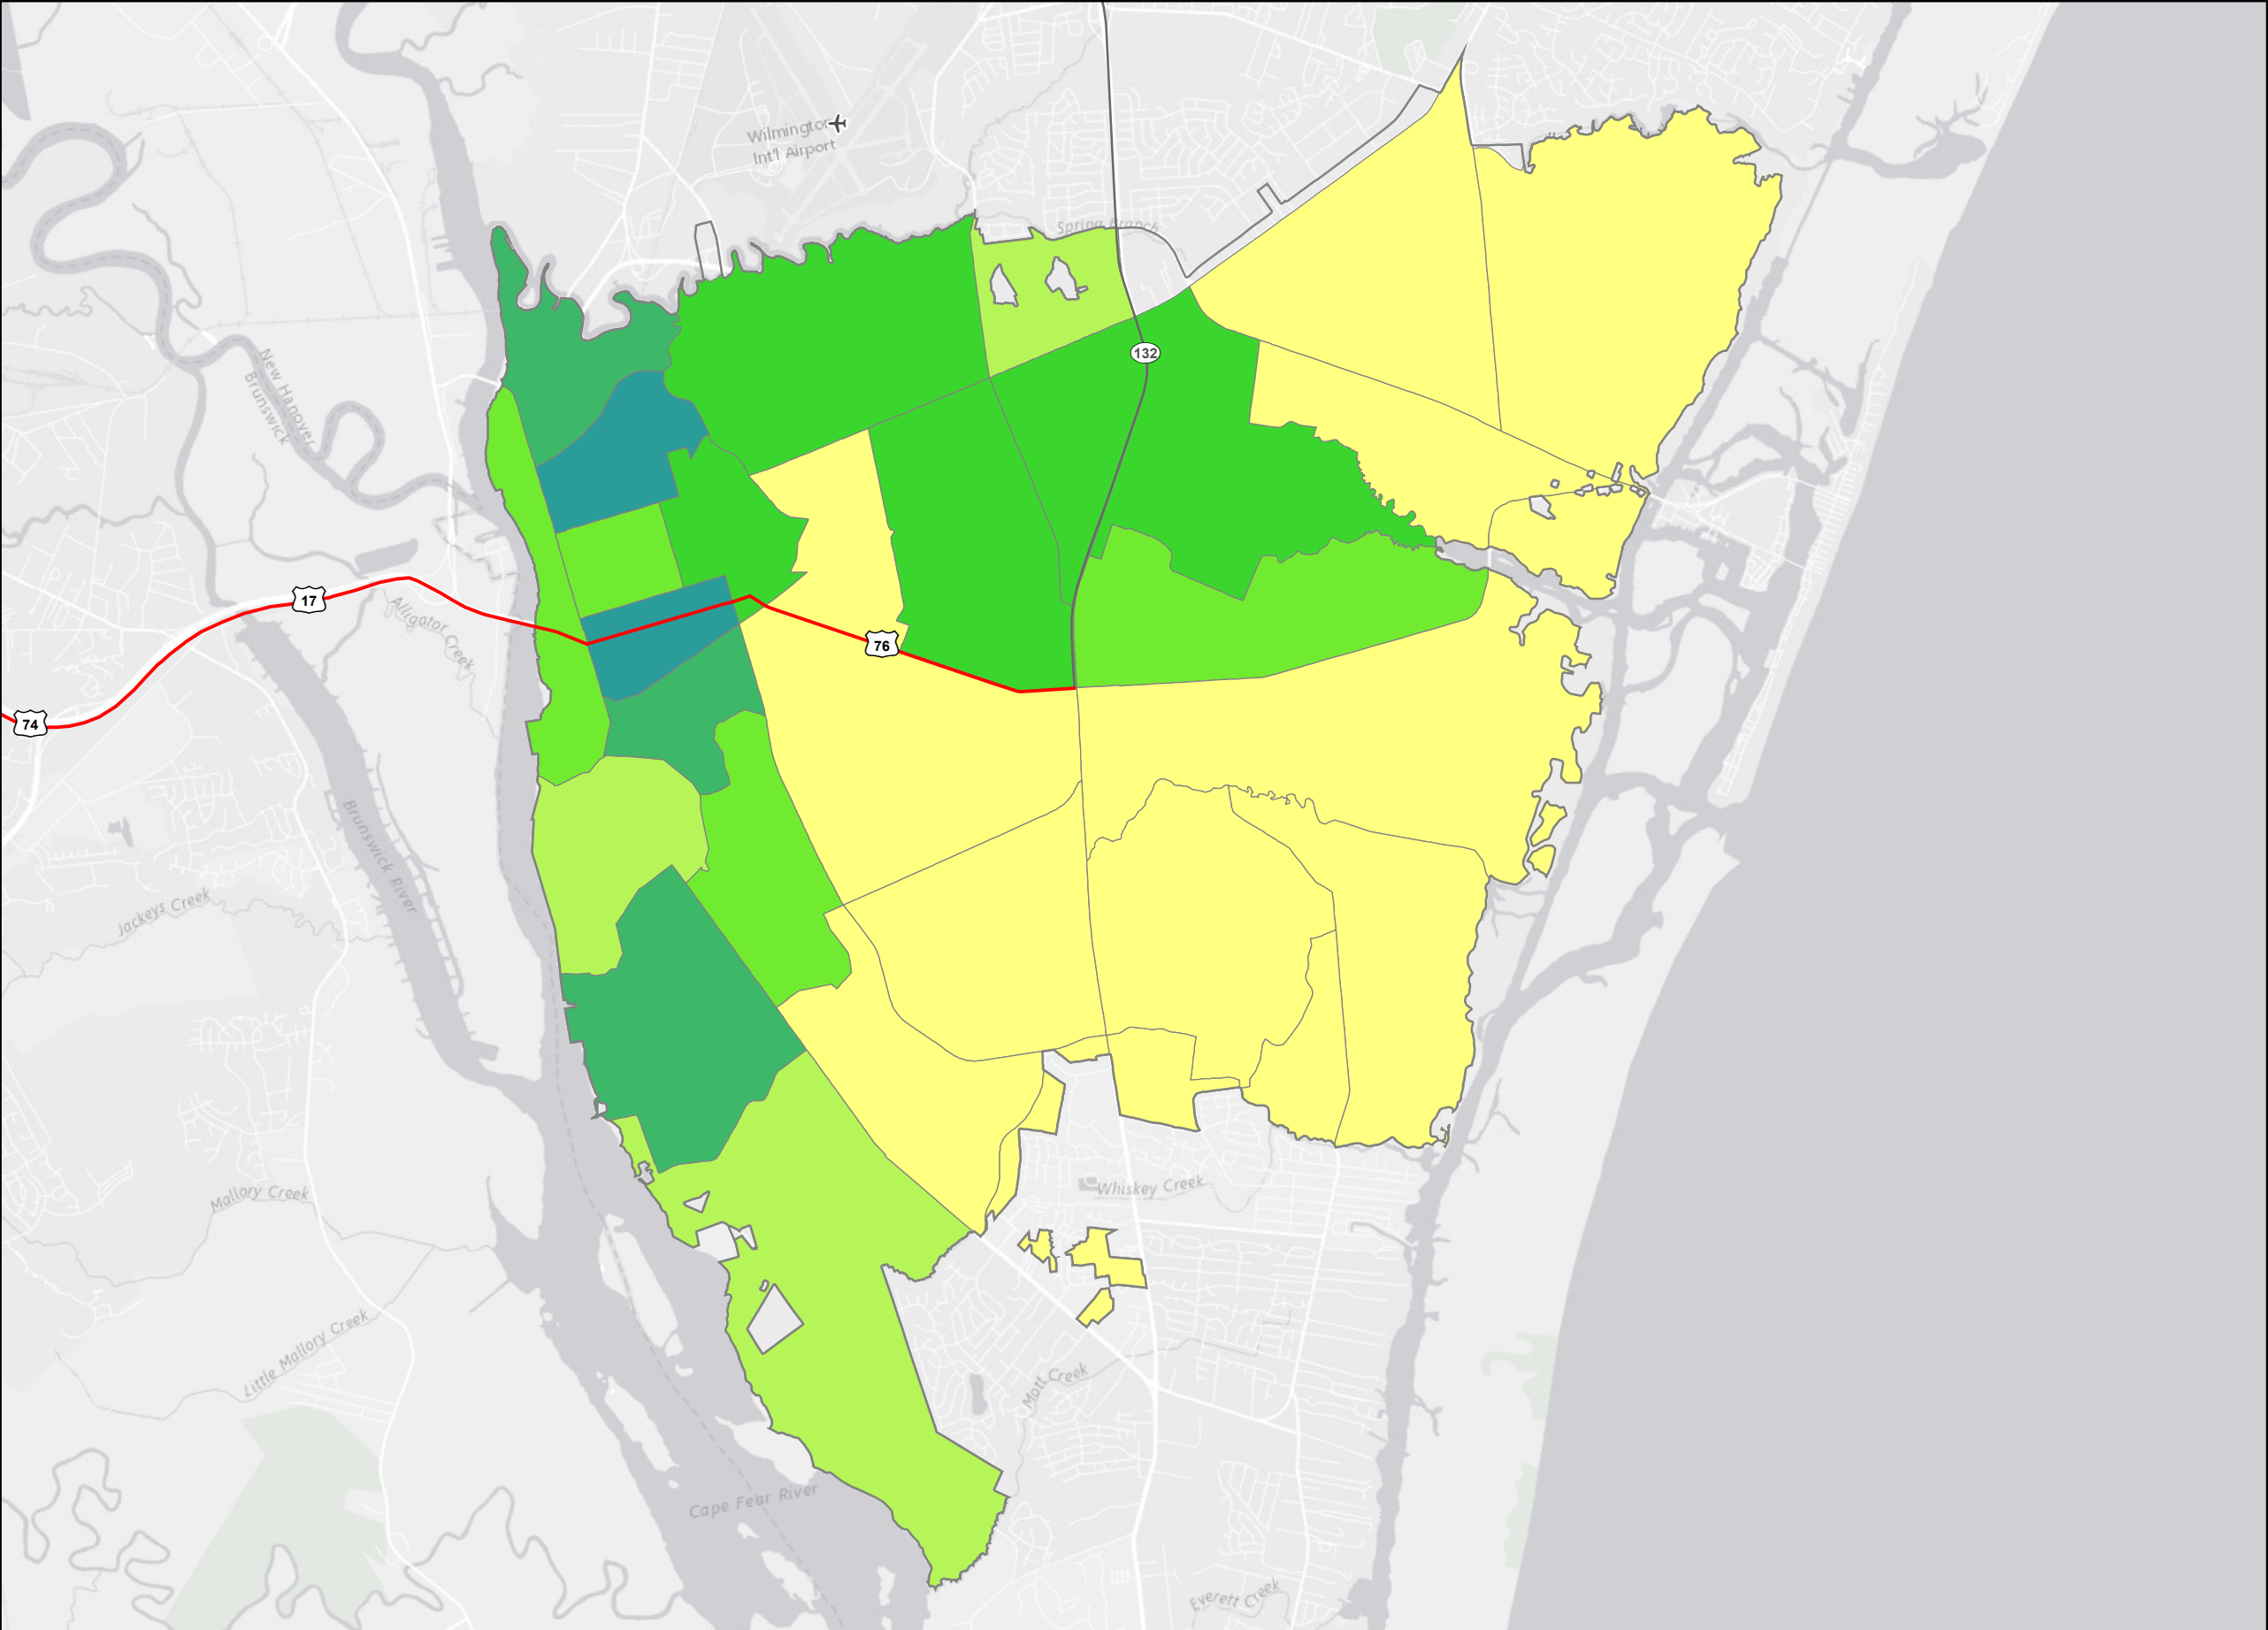 Wilmington
Int'l Airport
Spring Branch
132
New Hanover
Brunswick
17
Alligator Creek
76
74
Brunswick River
Jackeys Creek
Mallory Creek
Whiskey Creek
Little Mallory Creek
Mott Creek
Cape Fear River
Everett Creek